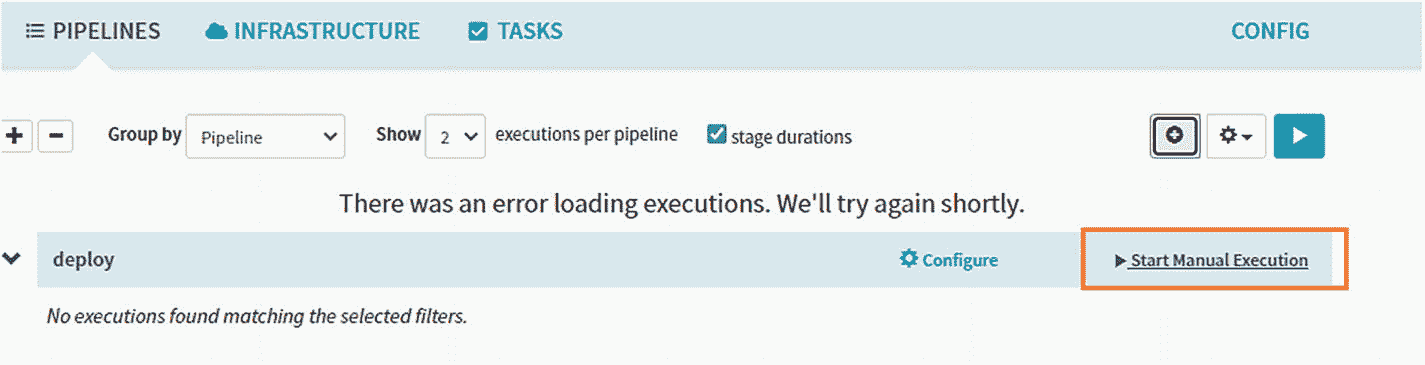 PIPELINES INFRASTRUCTURE TASKS CONFIG
Group by Pipeline Show 2 executions per pipeline stage durations
There was an error loading executions. We'll try again shortly.
deploy Configure Start Manual Execution
No executions found matching the selected filters.